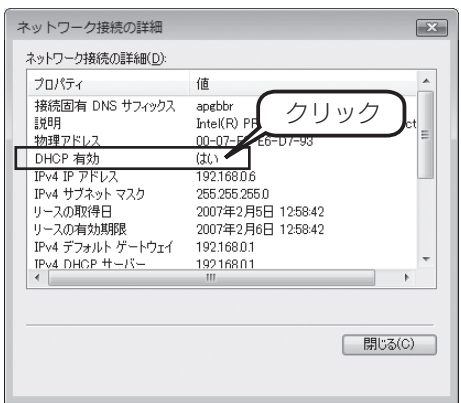 ネットワーク接続の詳細
ネットワーク接続の詳細(D):
プロパティ 値
接続固有 DNS サフィックス apgbbr
説明 Intel(R) PR ct
物理アドレス 00-07-E E6-D7-93
DHCP 有効 はい
IPv4 IP アドレス 192.168.0.6
IPv4 サブネット マスク 255.255.255.0
リースの取得日 2007年2月5日 12:58:42
リースの有効期限 2007年2月6日 12:58:42
IPv4 デフォルト ゲートウェイ 192.168.0.1
IPv4 DHCP サーバー 192.168.0.1
クリック
閉じる(C)